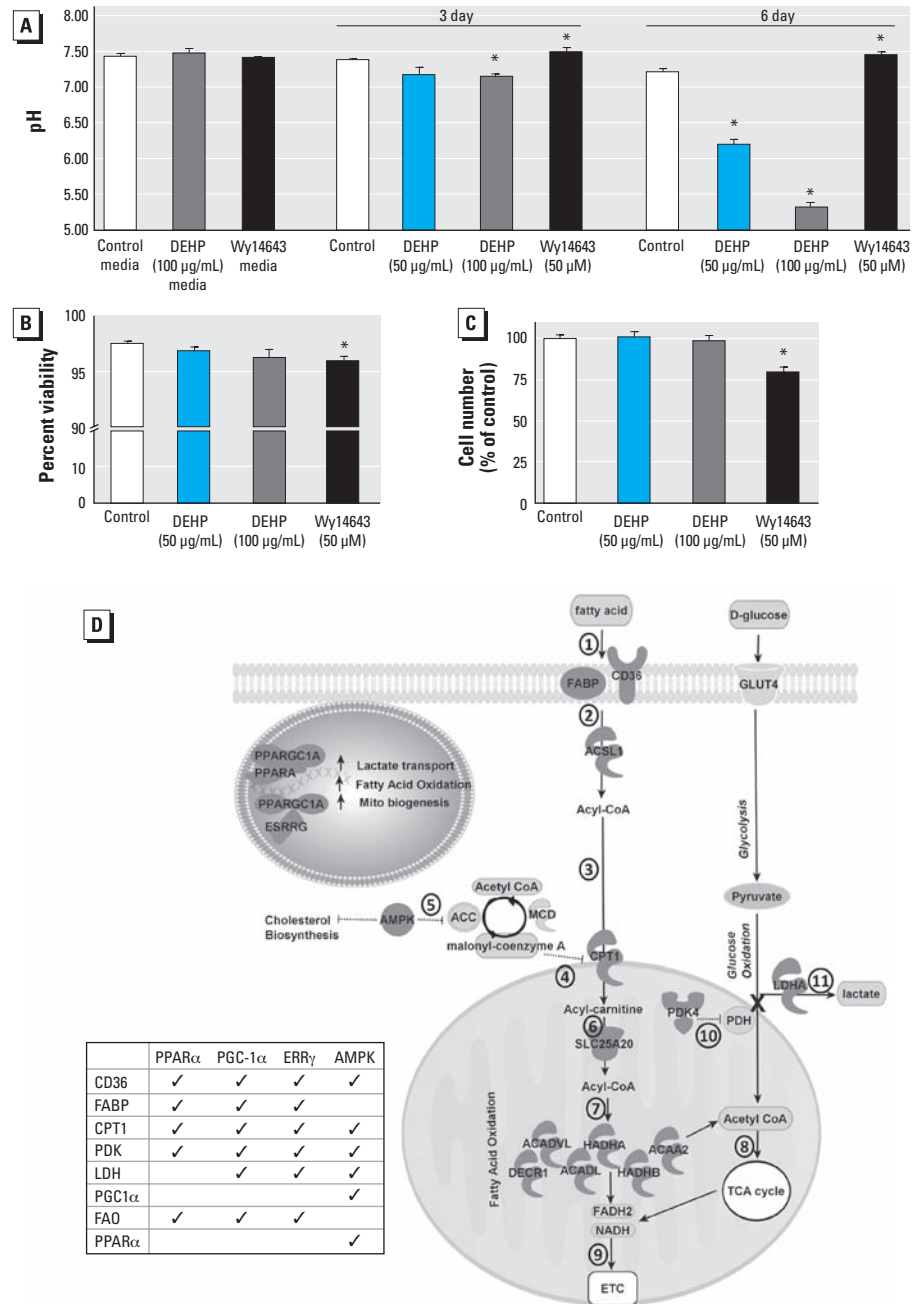 A
3 day
6 day
8.00
7.50
7.00
6.50
6.00
5.50
5.00
pH
* * * * *
Control media
DEHP (100 µg/mL) media
Wy14643 media
Control
DEHP (50 µg/mL)
DEHP (100 µg/mL)
Wy14643 (50 µM)
Control
DEHP (50 µg/mL)
DEHP (100 µg/mL)
Wy14643 (50 µM)
B
100
95
90
10
0
Percent viability
*
Control
DEHP (50 µg/mL)
DEHP (100 µg/mL)
Wy14643 (50 µM)
C
100
75
50
25
0
Cell number (% of control)
*
Control
DEHP (50 µg/mL)
DEHP (100 µg/mL)
Wy14643 (50 µM)
D
fatty acid
D-glucose
1
CD36
FABP
GLUT4
2
ACSL1
PPARGC1A
PPARA
PPARGC1A
ESRRG
Lactate transport
Fatty Acid Oxidation
Mito biogenesis
Acyl-CoA
Glycolysis
3
Pyruvate
Cholesterol Biosynthesis
AMPK
5
ACC
Acetyl CoA
MCD
malonyl-coenzyme A
4
CPT1
Glucose Oxidation
X
LDHA
11
lactate
Acyl-carnitine
6
SLC25A20
PDK4
10
PDH
Acyl-CoA
7
Fatty Acid Oxidation
ACADVL
HADHA
ACAA2
DECR1
ACADL
HADHB
Acetyl CoA
8
TCA cycle
FADH2
NADH
9
ETC
PPARα PGC-1α ERRγ AMPK
CD36 ✓ ✓ ✓ ✓
FABP ✓ ✓ ✓
CPT1 ✓ ✓ ✓ ✓
PDK ✓ ✓ ✓ ✓
LDH ✓ ✓ ✓
PGC1α ✓
FAO ✓ ✓ ✓
PPARα ✓